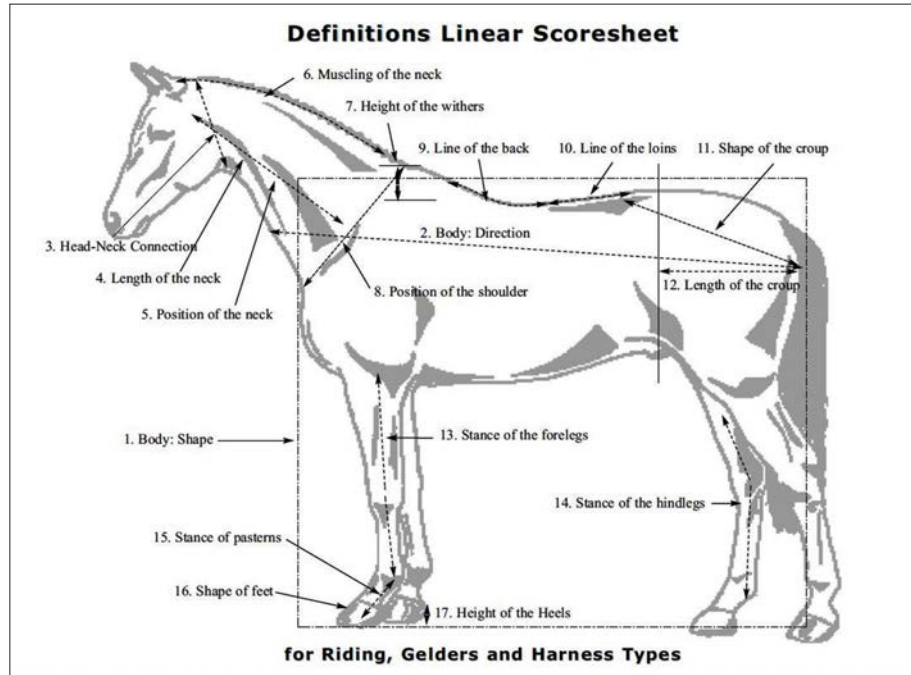 Definitions Linear Scoresheet
6. Muscling of the neck
7. Height of the withers
9. Line of the back
10. Line of the loins
11. Shape of the croup
3. Head-Neck Connection
2. Body: Direction
4. Length of the neck
12. Length of the croup
8. Position of the shoulder
5. Position of the neck
1. Body: Shape
13. Stance of the forelegs
14. Stance of the hindlegs
15. Stance of pasterns
16. Shape of feet
17. Height of the Heels
for Riding, Gelders and Harness Types